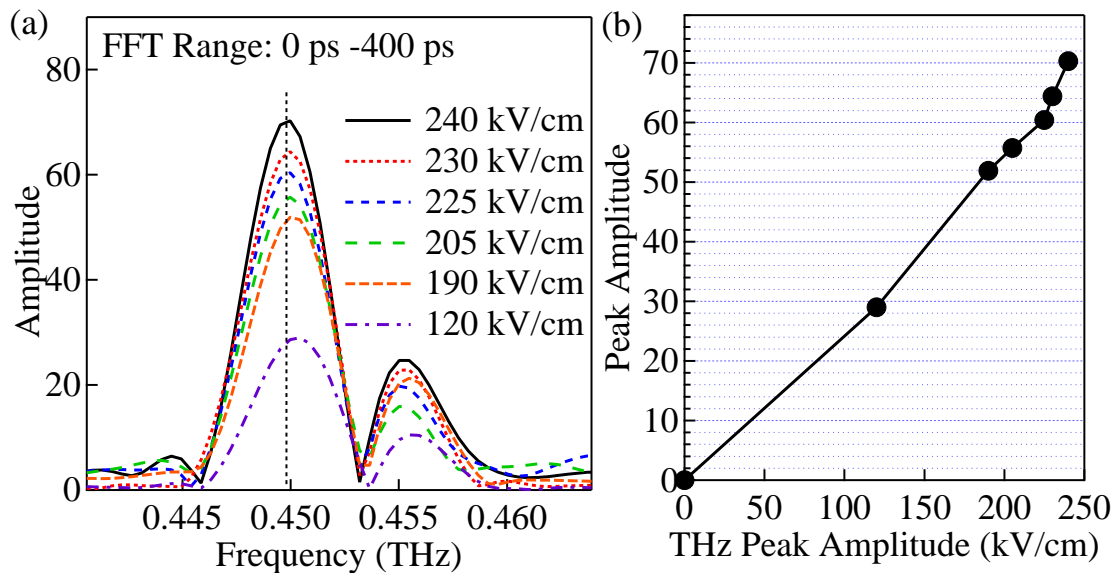 (a)
FFT Range: 0 ps -400 ps
80
60
40
20
0
Amplitude
240 kV/cm
230 kV/cm
225 kV/cm
205 kV/cm
190 kV/cm
120 kV/cm
0.445 0.450 0.455 0.460
Frequency (THz)
(b)
70
60
50
40
30
20
10
0
Peak Amplitude
0 50 100 150 200 250
THz Peak Amplitude (kV/cm)